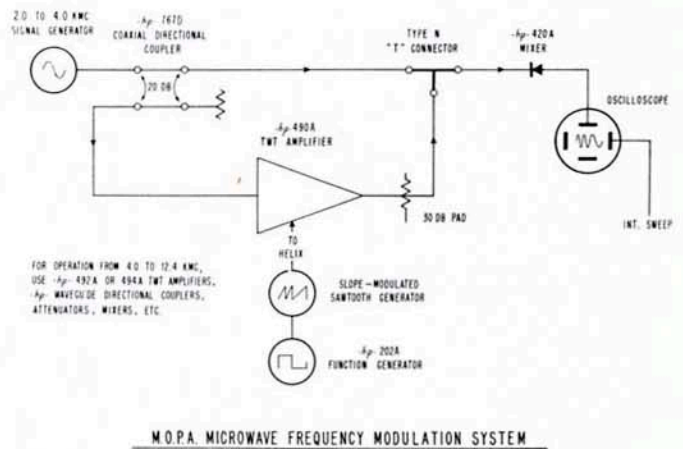 2.0 TO 4.0 KMC
SIGNAL GENERATOR
-hp- 767D
COAXIAL DIRECTIONAL
COUPLER
TYPE N
"T" CONNECTOR
-hp- 420A
MIXER
20 DB
OSCILLOSCOPE
-hp- 490A
TWT AMPLIFIER
30 DB PAD
INT. SWEEP
TO
HELIX
FOR OPERATION FROM 4.0 TO 12.4 KMC,
USE -hp- 492A OR 494A TWT AMPLIFIERS,
-hp- WAVEGUIDE DIRECTIONAL COUPLERS,
ATTENUATORS, MIXERS, ETC.
SLOPE-MODULATED
SAWTOOTH GENERATOR
-hp- 202A
FUNCTION GENERATOR
M.O.P.A. MICROWAVE FREQUENCY MODULATION SYSTEM